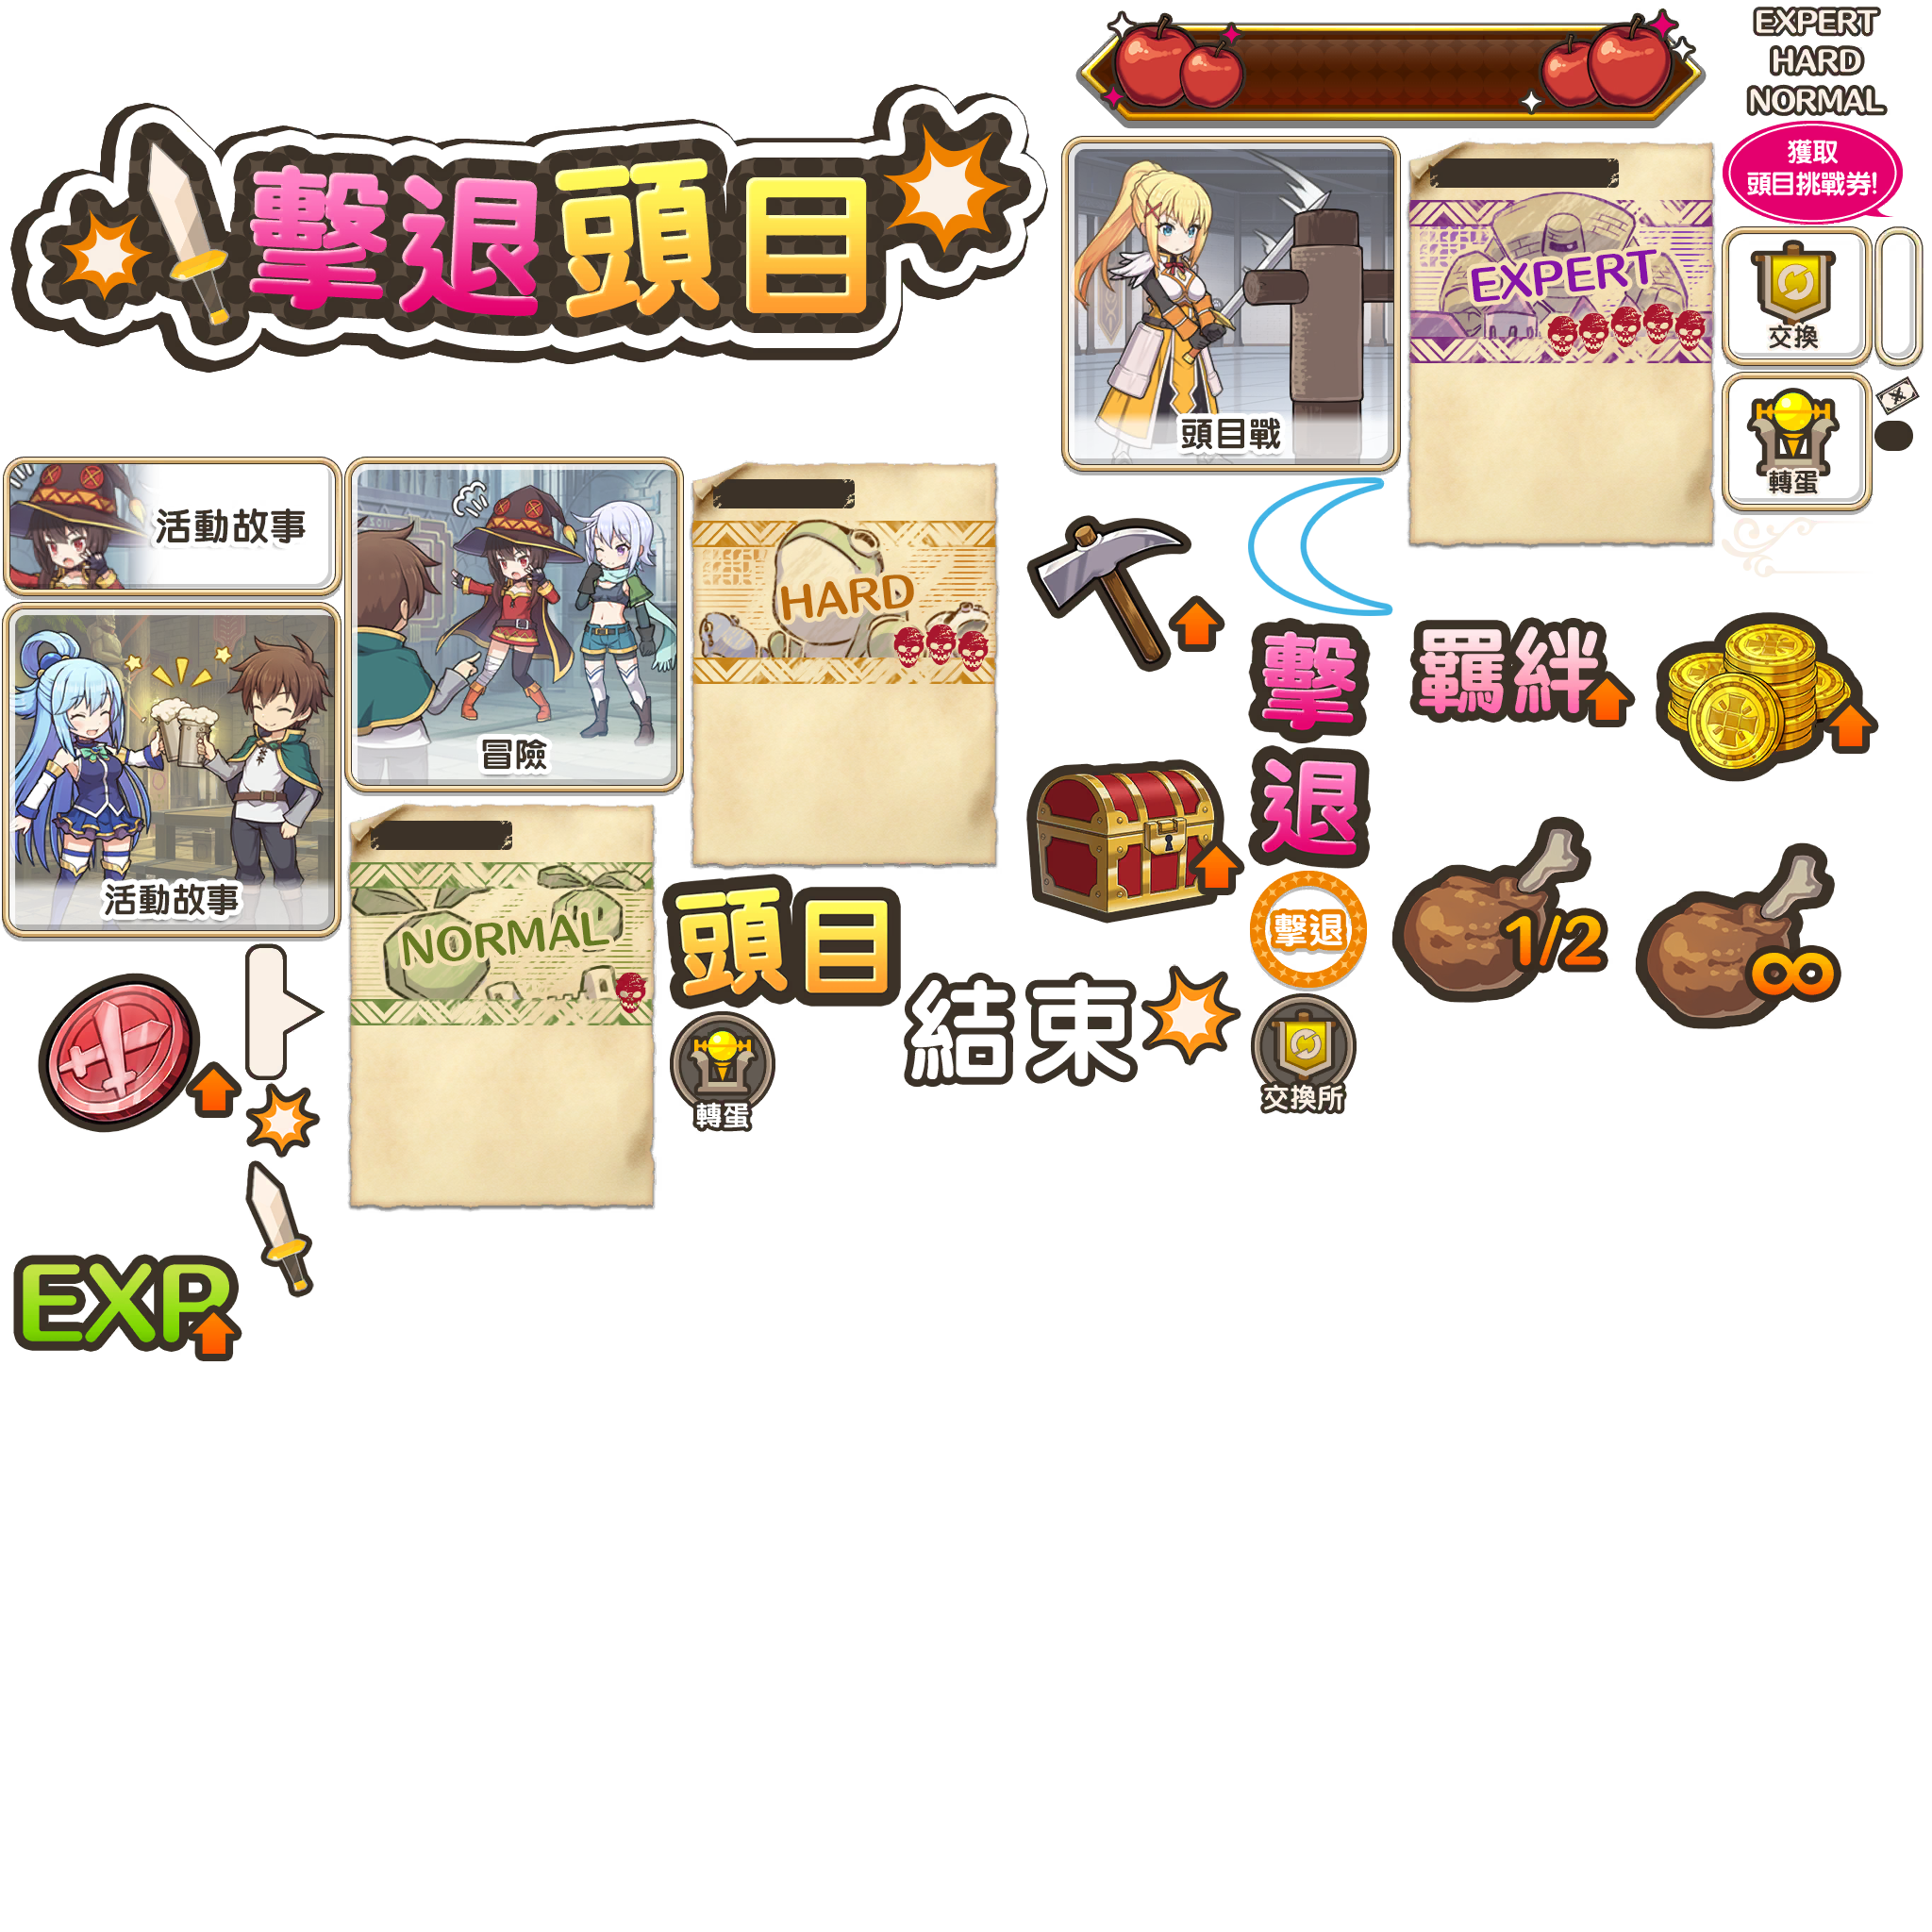 擊退頭目
EXPERT
HARD
NORMAL
獲取
頭目挑戰券!
頭目戰
EXPERT
交換
轉蛋
活動故事
冒險
HARD
活動故事
NORMAL
擊
退
羈絆
擊退
頭目
結束
1/2
∞
轉蛋
交換所
EXP